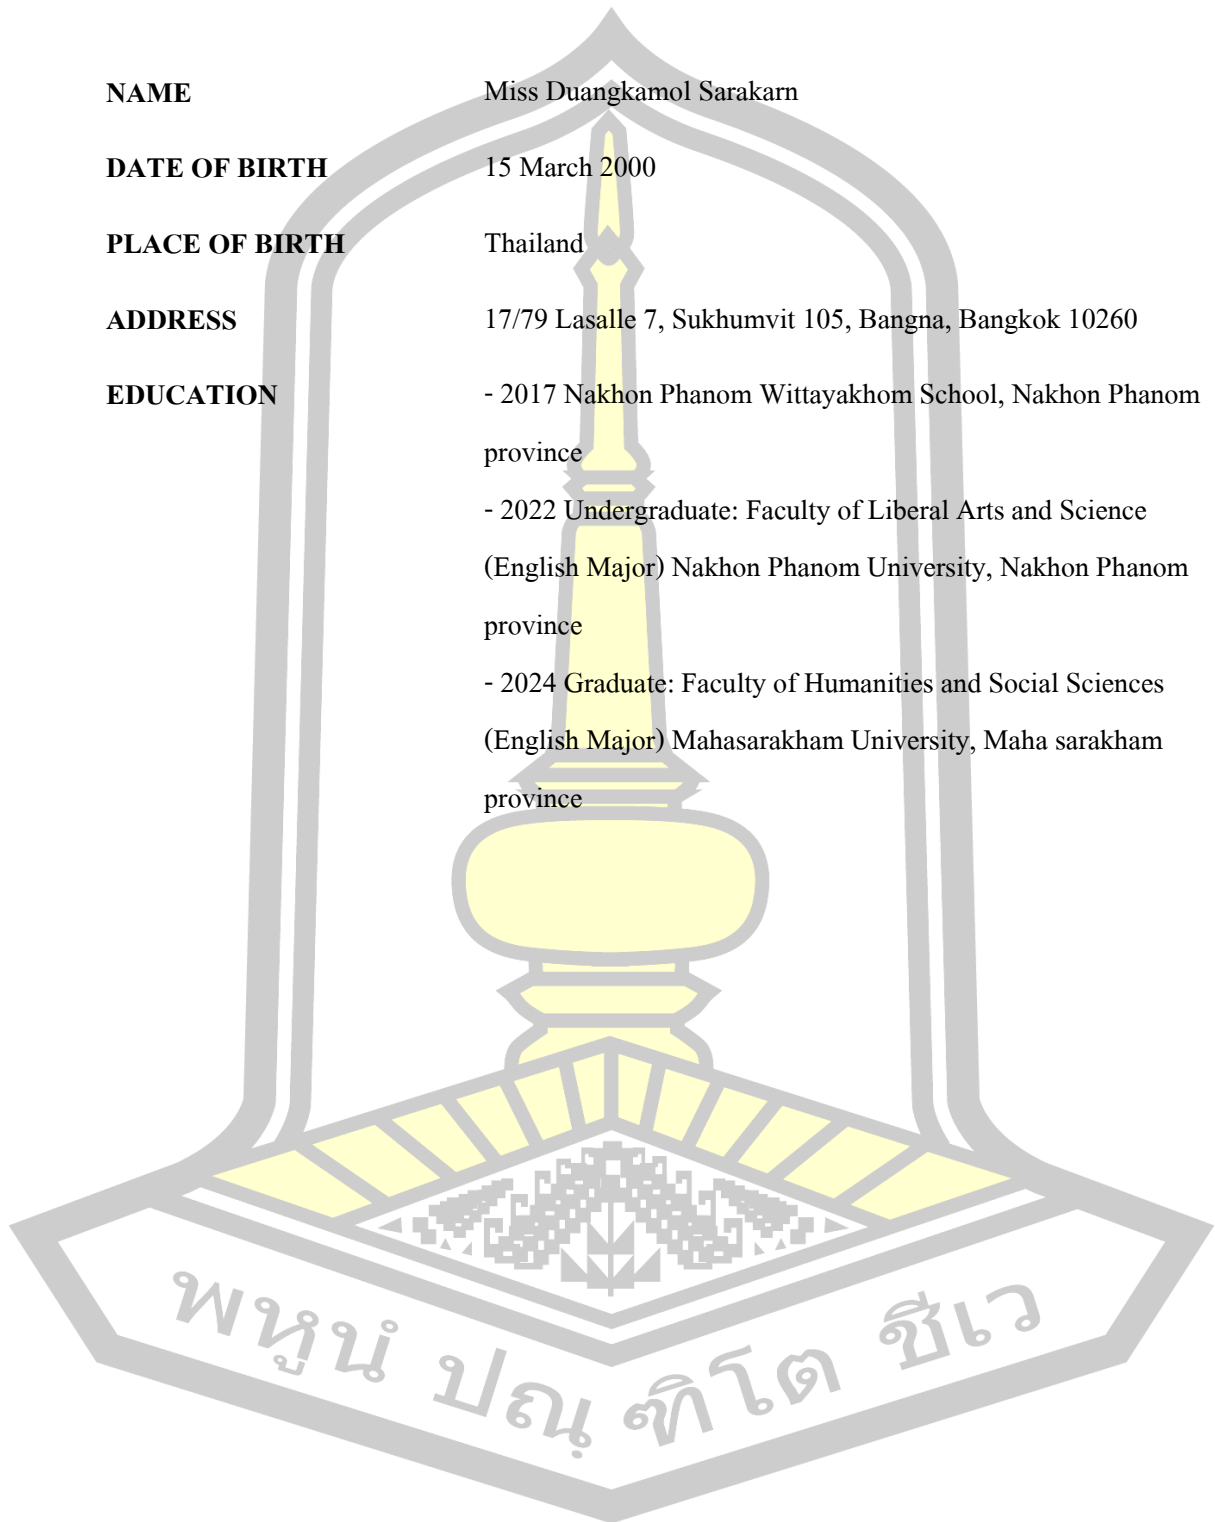 NAME Miss Duangkamol Sarakarn
DATE OF BIRTH 15 March 2000
PLACE OF BIRTH Thailand
ADDRESS 17/79 Lasalle 7, Sukhumvit 105, Bangna, Bangkok 10260
EDUCATION - 2017 Nakhon Phanom Wittayakhom School, Nakhon Phanom
province
- 2022 Undergraduate: Faculty of Liberal Arts and Science
(English Major) Nakhon Phanom University, Nakhon Phanom
province
- 2024 Graduate: Faculty of Humanities and Social Sciences
(English Major) Mahasarakham University, Maha sarakham
province
พหูนํ ปณฺ ฑิโต ชีเว